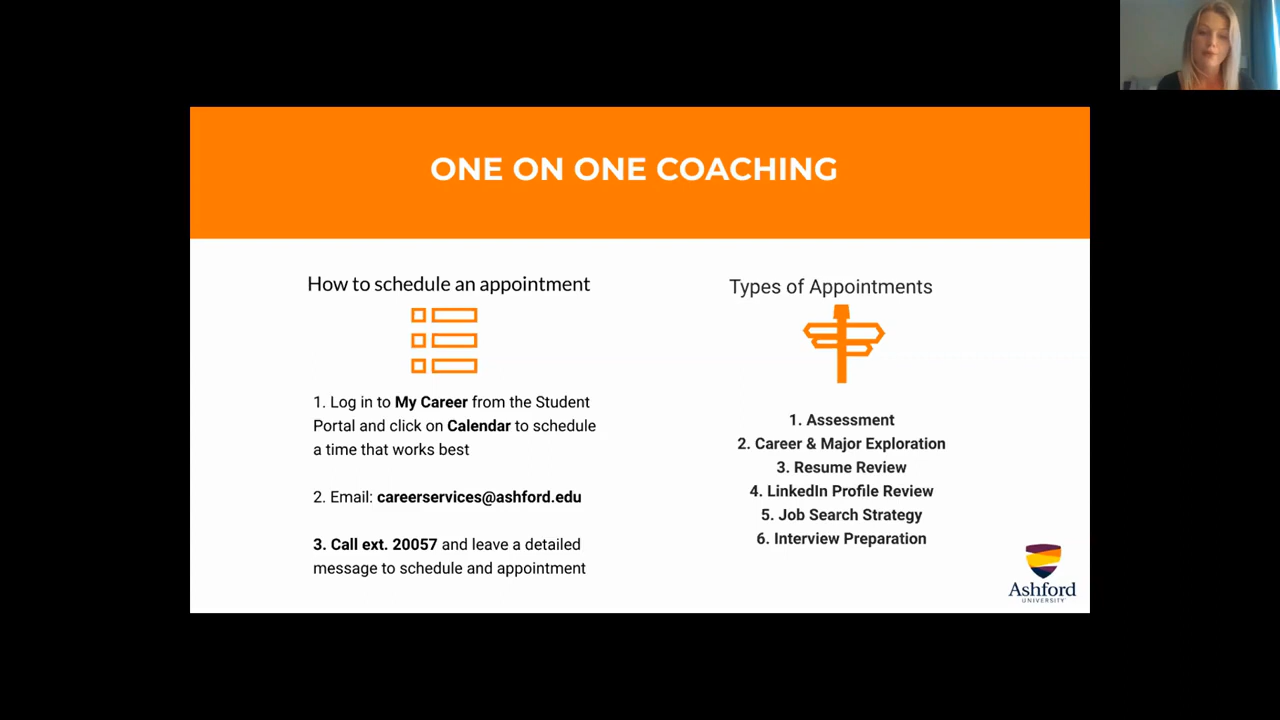 ONE ON ONE COACHING
How to schedule an appointment
1. Log in to My Career from the Student
Portal and click on Calendar to schedule
a time that works best
2. Email: careerservices@ashford.edu
3. Call ext. 20057 and leave a detailed
message to schedule and appointment
Types of Appointments
1. Assessment
2. Career & Major Exploration
3. Resume Review
4. LinkedIn Profile Review
5. Job Search Strategy
6. Interview Preparation
Ashford
UNIVERSITY